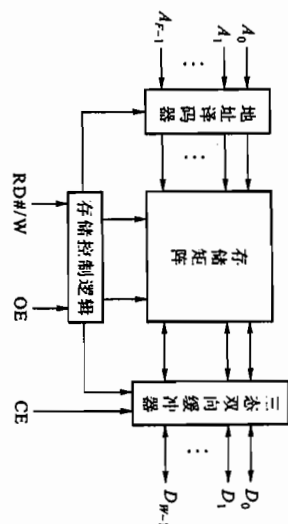 A_{F-1}
⋮
A_1
A_0
地址译码器
⋮
存储矩阵
存储控制逻辑
RD#/W
OE
CE
三态双向缓冲器
⋮
D_{W-
D_1
D_0